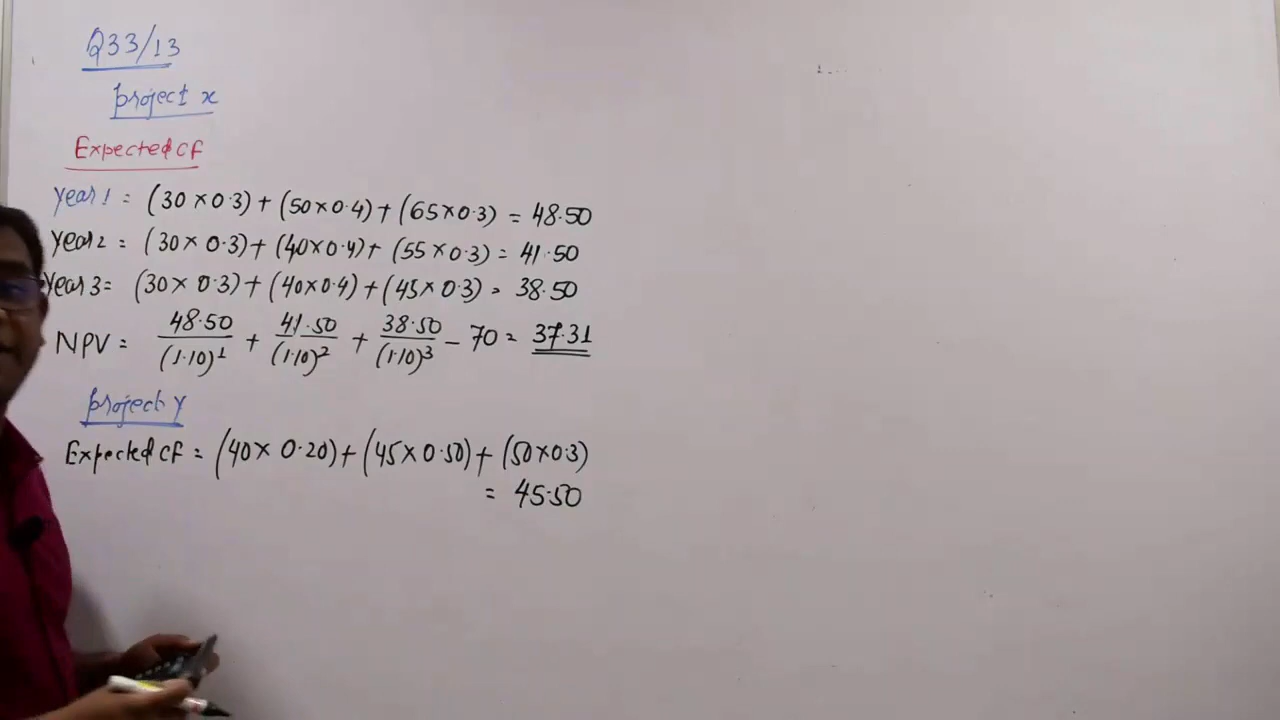 Q33/13
project x
Expected CF
year 1 = (30 × 0.3) + (50×0.4) + (65×0.3) = 48.50
Year 2 = (30 × 0.3) + (40×0.4) + (55 × 0.3) = 41.50
Year 3 = (30 × 0.3) + (40×0.4) + (45 × 0.3) = 38.50
NPV = 48.50/(1.10)^1 + 41.50/(1.10)^2 + 38.50/(1.10)^3 - 70 = 37.31
project y
Expected CF = (40 × 0.20) + (45×0.50) + (50×0.3)
= 45.50